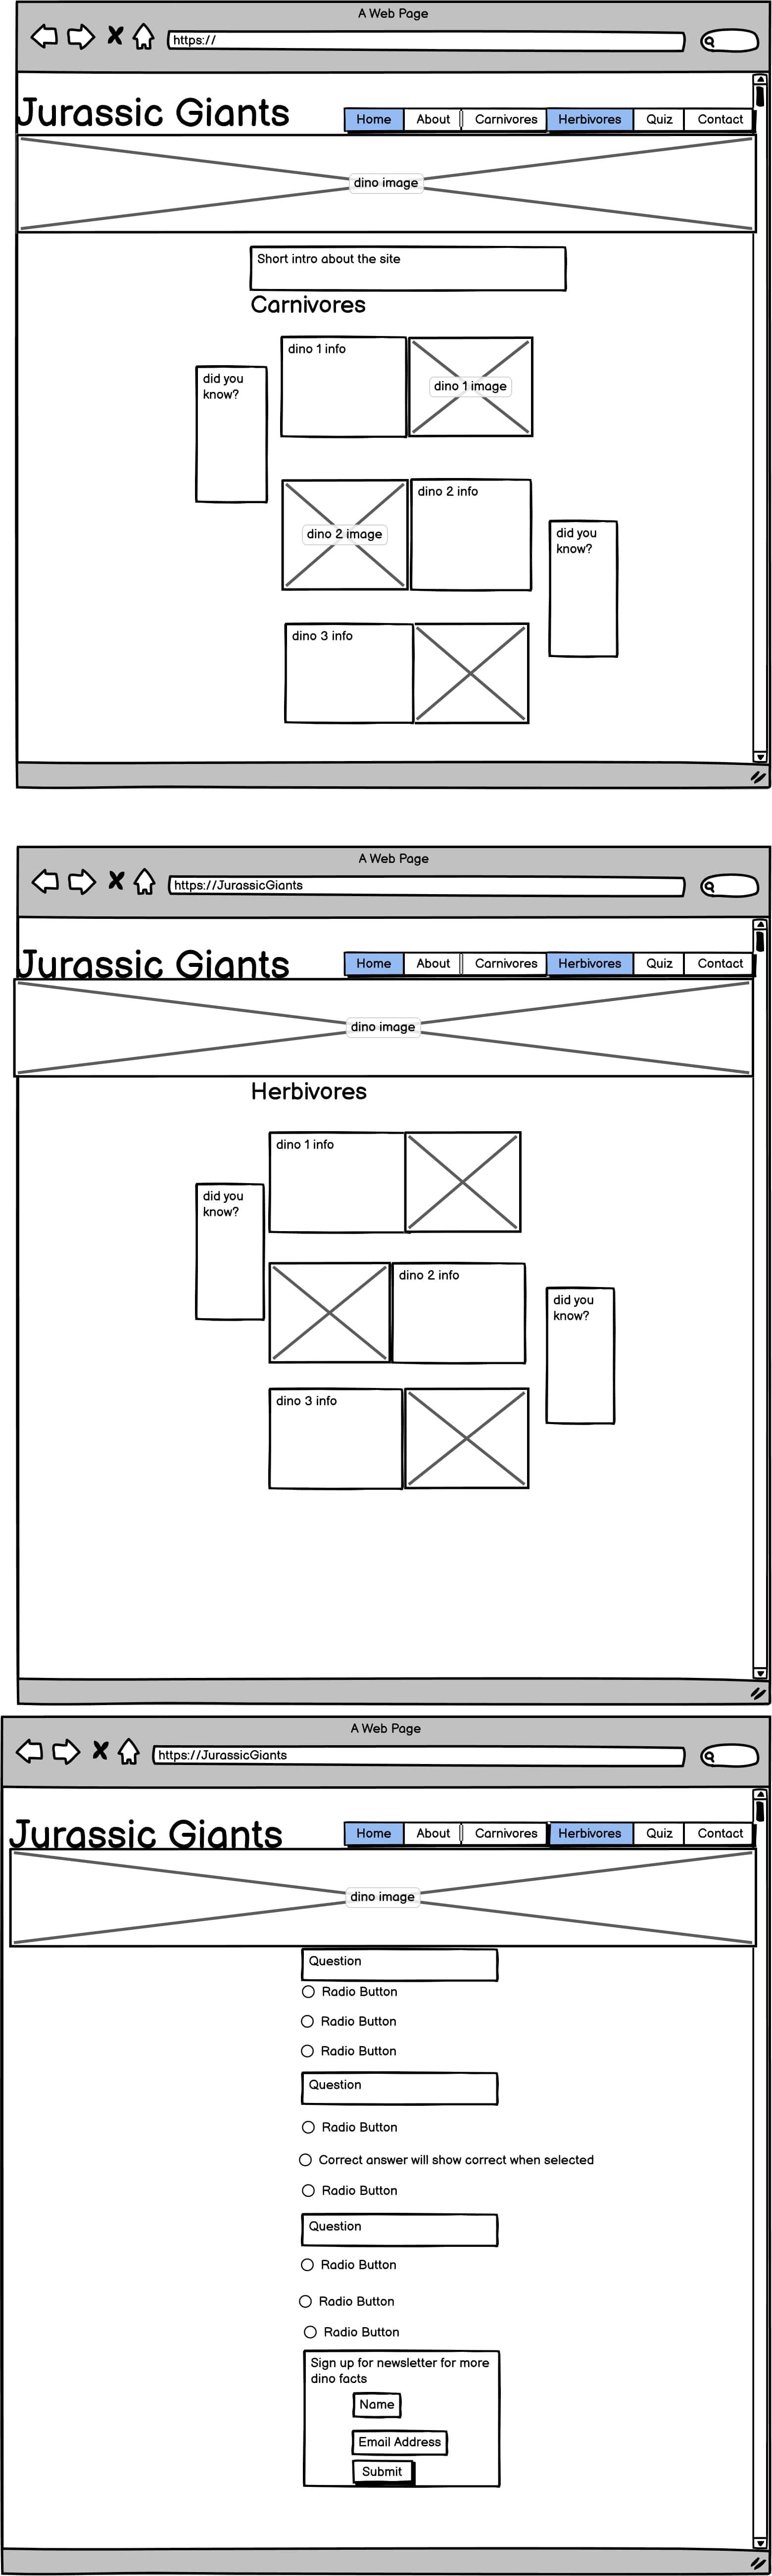 A Web Page
https://
Jurassic Giants
Home About Carnivores Herbivores Quiz Contact
dino image
Short intro about the site
Carnivores
dino 1 info
dino 1 image
did you
know?
dino 2 info
dino 2 image
did you
know?
dino 3 info
A Web Page
https://JurassicGiants
Jurassic Giants
Home About Carnivores Herbivores Quiz Contact
dino image
Herbivores
dino 1 info
did you
know?
dino 2 info
did you
know?
dino 3 info
A Web Page
https://JurassicGiants
Jurassic Giants
Home About Carnivores Herbivores Quiz Contact
dino image
Question
Radio Button
Radio Button
Radio Button
Question
Radio Button
Correct answer will show correct when selected
Radio Button
Question
Radio Button
Radio Button
Radio Button
Sign up for newsletter for more
dino facts
Name
Email Address
Submit